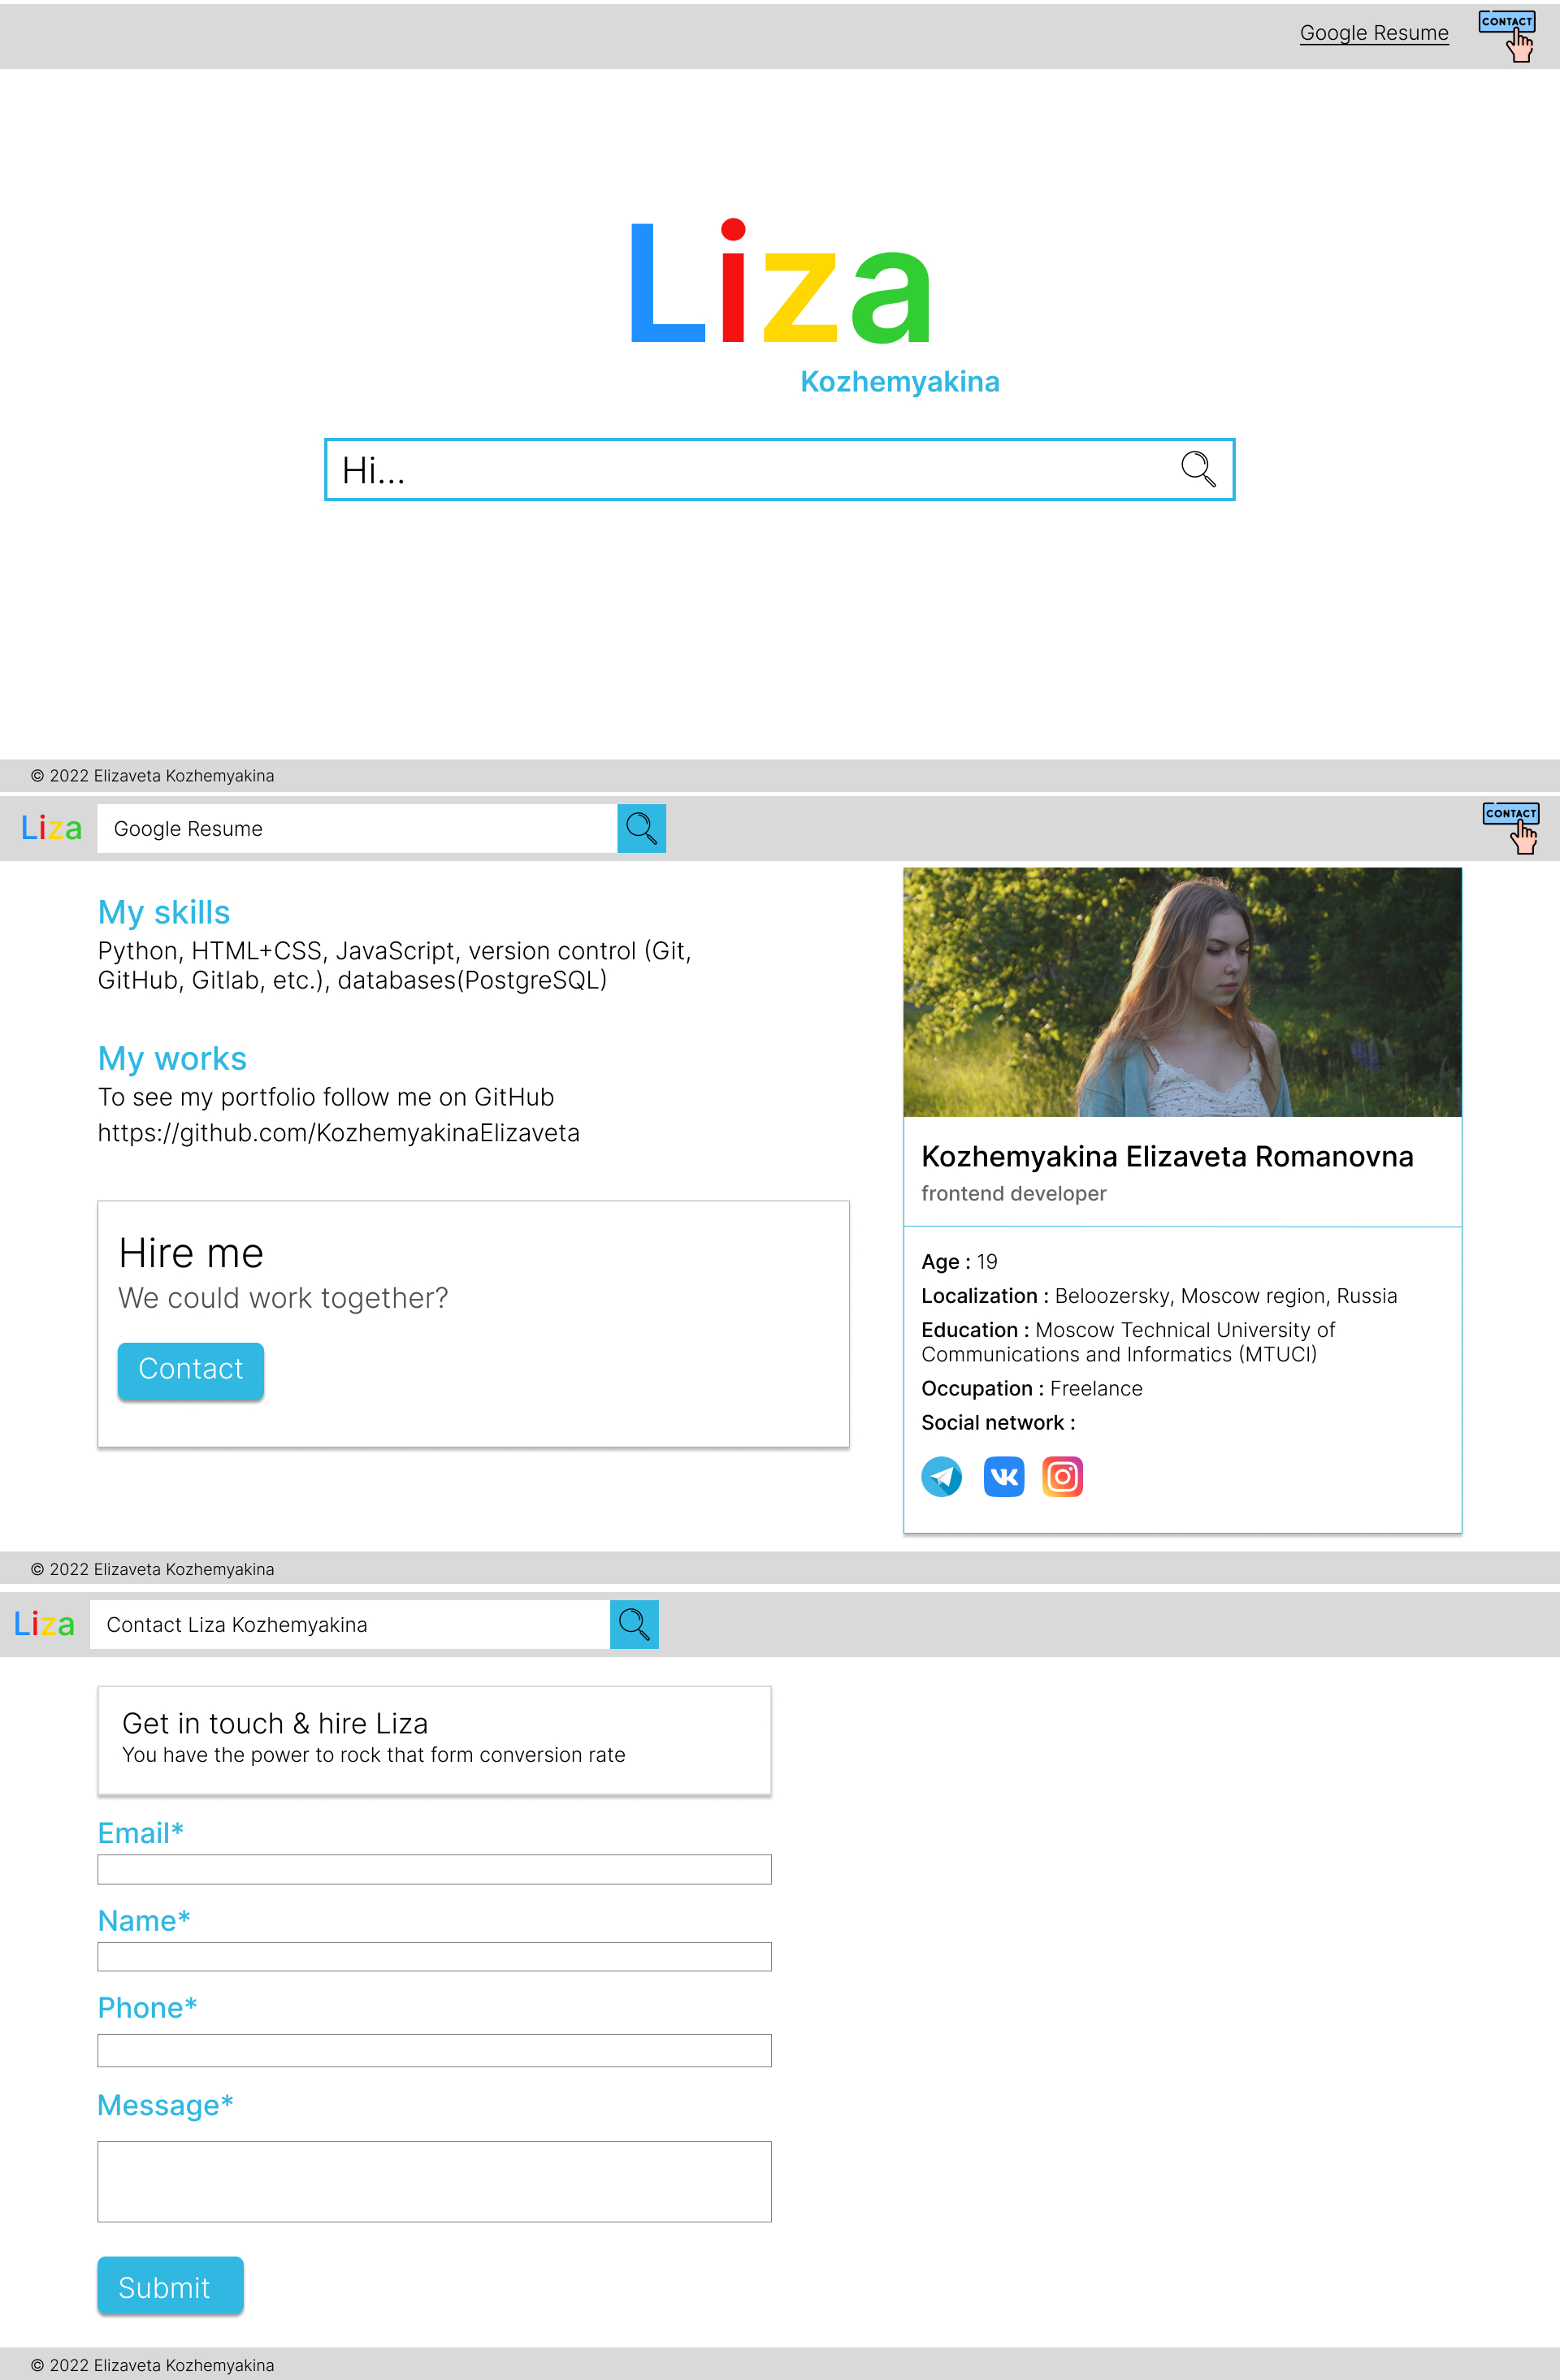 Google Resume
CONTACT
Liza
Kozhemyakina
Hi...
© 2022 Elizaveta Kozhemyakina
Liza
Google Resume
CONTACT
My skills
Python, HTML+CSS, JavaScript, version control (Git,
GitHub, Gitlab, etc.), databases(PostgreSQL)
My works
To see my portfolio follow me on GitHub
https://github.com/KozhemyakinaElizaveta
Hire me
We could work together?
Contact
Kozhemyakina Elizaveta Romanovna
frontend developer
Age : 19
Localization : Beloozersky, Moscow region, Russia
Education : Moscow Technical University of
Communications and Informatics (MTUCI)
Occupation : Freelance
Social network :
VK
© 2022 Elizaveta Kozhemyakina
Liza
Contact Liza Kozhemyakina
Get in touch & hire Liza
You have the power to rock that form conversion rate
Email*
Name*
Phone*
Message*
Submit
© 2022 Elizaveta Kozhemyakina